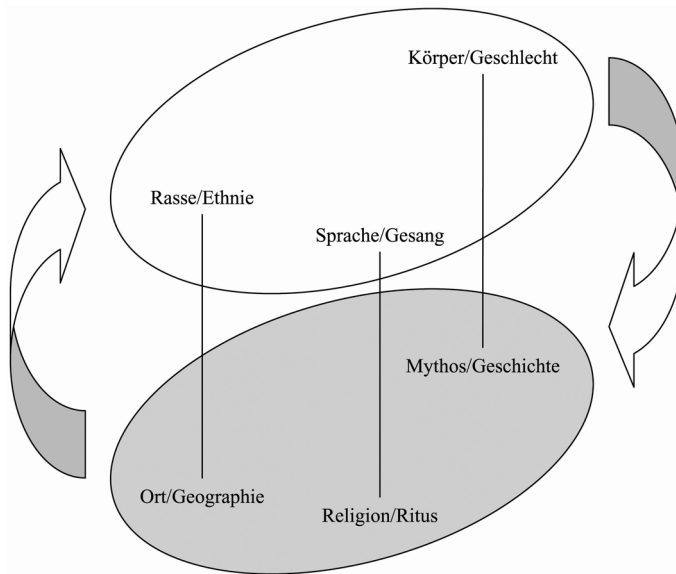 Körper/Geschlecht
Rasse/Ethnie
Sprache/Gesang
Mythos/Geschichte
Ort/Geographie
Religion/Ritus